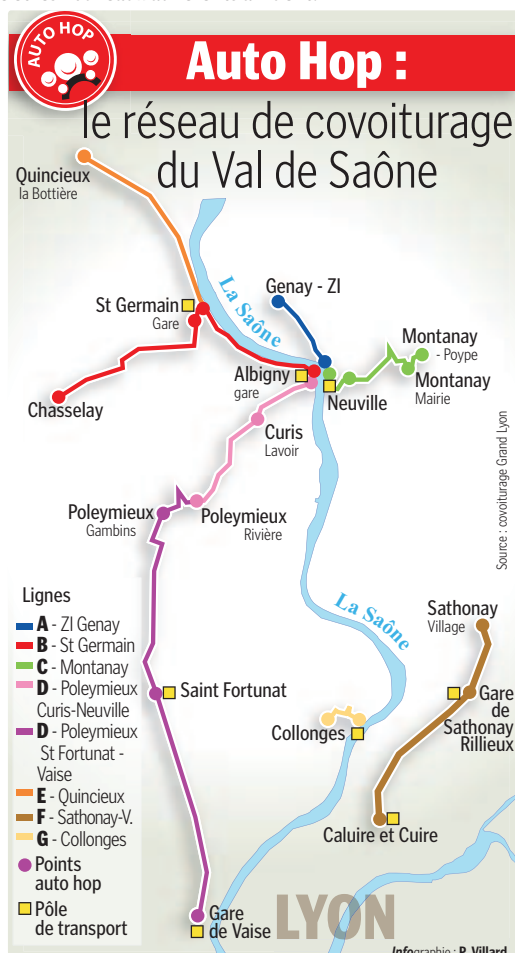 AUTO HOP
Auto Hop :
le réseau de covoiturage
du Val de Saône
Quincieux
la Bottière
La Saône
Genay - ZI
St Germain
Gare
Montanay
- Poype
Albigny
gare
Neuville
Montanay
Mairie
Chasselay
Curis
Lavoir
Source : covoiturage Grand Lyon
Poleymieux
Gambins
Poleymieux
Rivière
Lignes
A - ZI Genay
B - St Germain
C - Montanay
D - Poleymieux
Curis-Neuville
D - Poleymieux
St Fortunat -
Vaise
E - Quincieux
F - Sathonay-V.
G - Collonges
Points
auto hop
Pôle
de transport
La Saône
Sathonay
Village
Saint Fortunat
Gare
de
Sathonay
Rillieux
Collonges
Caluire et Cuire
LYON
Gare
de Vaise
Infographie : P. Villard